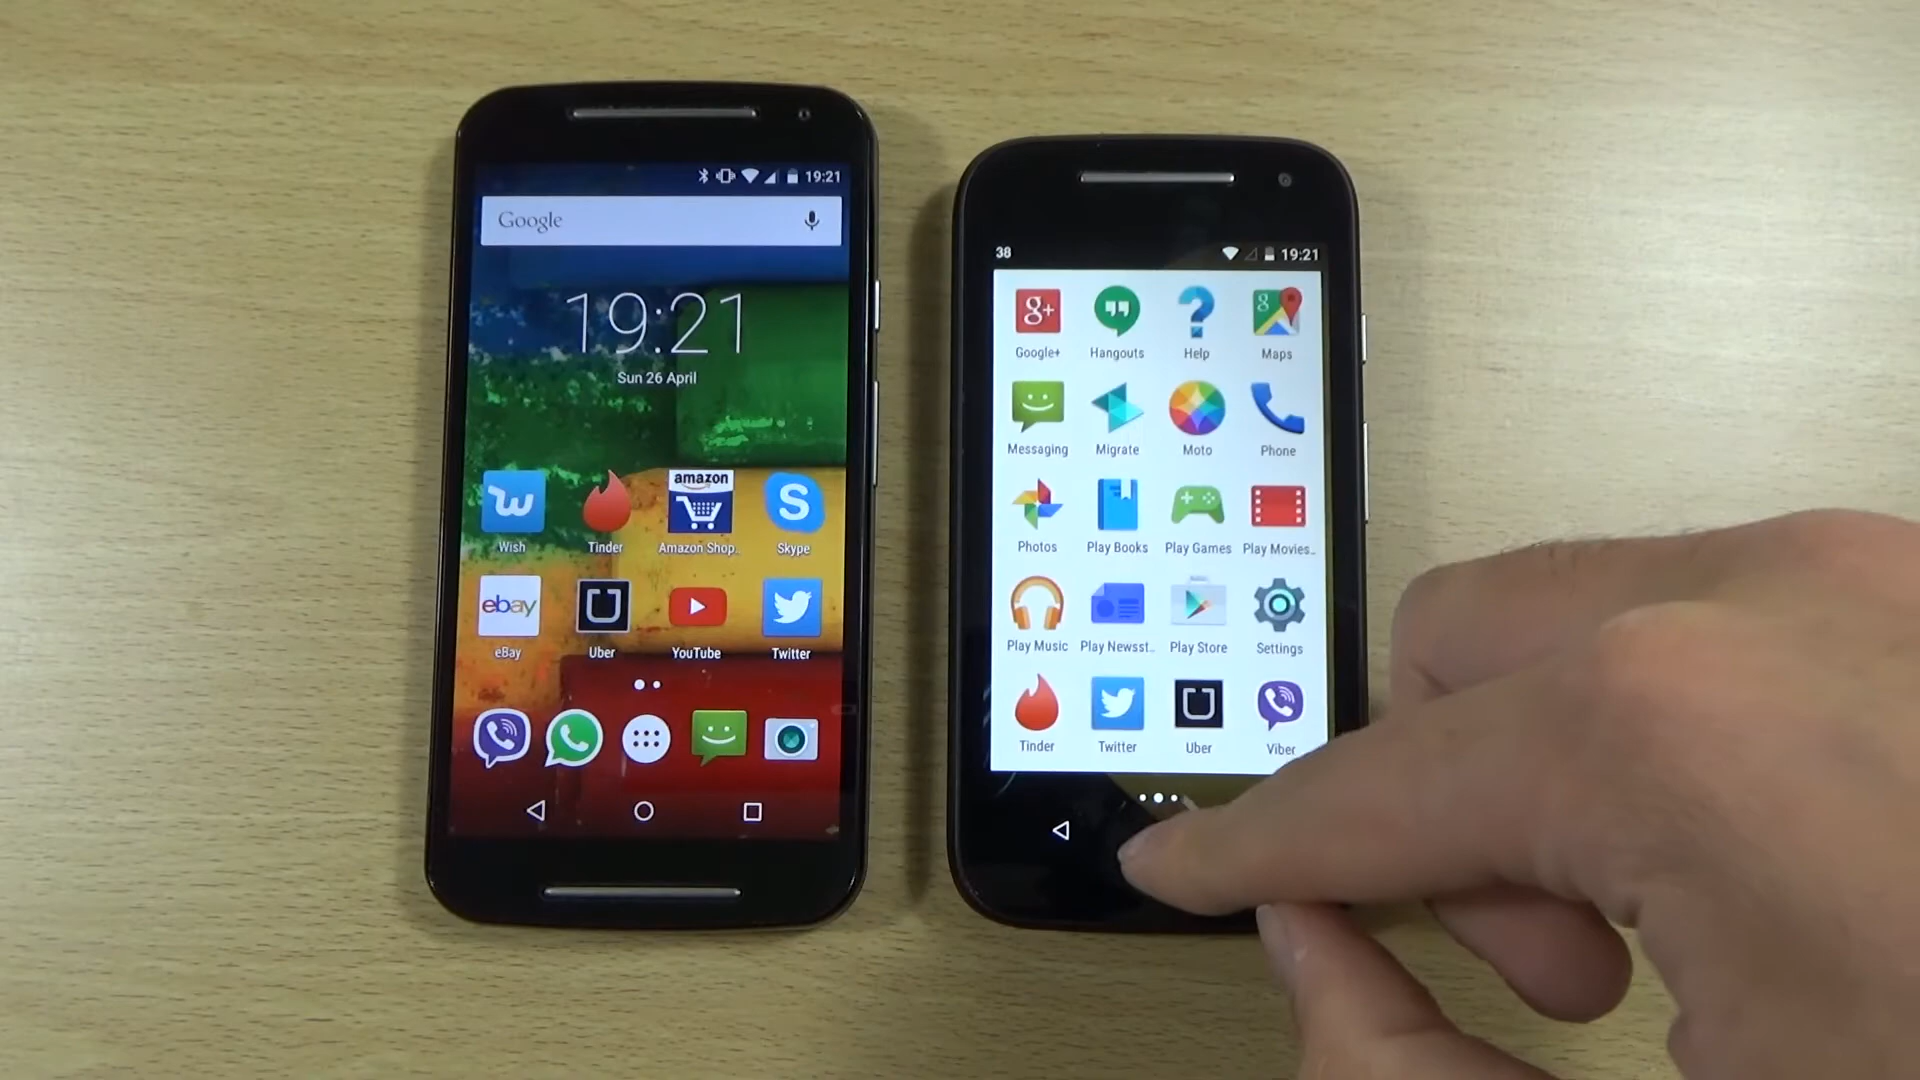 19:21
Google
19:21
Sun 26 April
amazon
Wish Tinder Amazon Shop.. Skype
ebay
eBay Uber YouTube Twitter
38 19:21
g+ g
Google+ Hangouts Help Maps
Messaging Migrate Moto Phone
Photos Play Books Play Games Play Movies..
Play Music Play Newsst.. Play Store Settings
Tinder Twitter Uber Viber